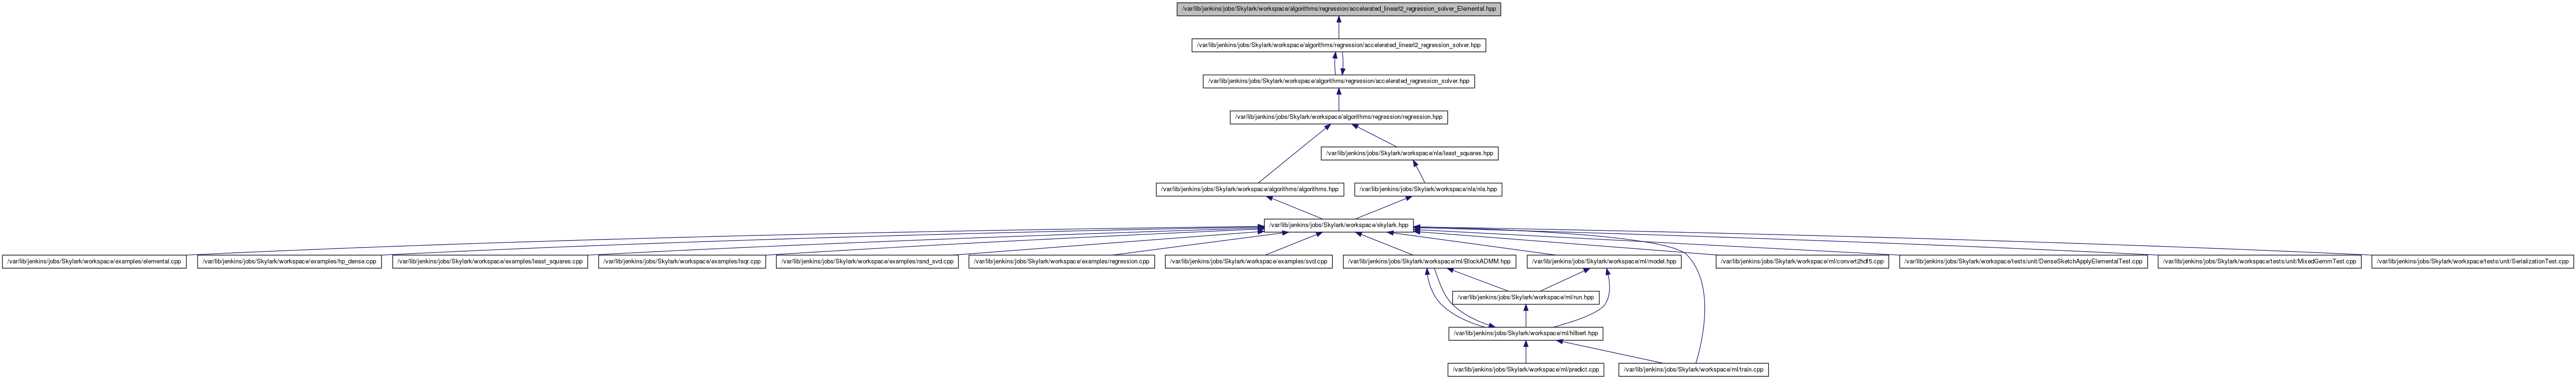 /var/lib/jenkins/jobs/Skylark/workspace/algorithms/regression/accelerated_linearl2_regression_solver_Elemental.hpp
/var/lib/jenkins/jobs/Skylark/workspace/algorithms/regression/accelerated_linearl2_regression_solver.hpp
/var/lib/jenkins/jobs/Skylark/workspace/algorithms/regression/accelerated_regression_solver.hpp
/var/lib/jenkins/jobs/Skylark/workspace/algorithms/regression/regression.hpp
/var/lib/jenkins/jobs/Skylark/workspace/nla/least_squares.hpp
/var/lib/jenkins/jobs/Skylark/workspace/algorithms/algorithms.hpp
/var/lib/jenkins/jobs/Skylark/workspace/nla/nla.hpp
/var/lib/jenkins/jobs/Skylark/workspace/skylark.hpp
/var/lib/jenkins/jobs/Skylark/workspace/examples/elemental.cpp
/var/lib/jenkins/jobs/Skylark/workspace/examples/hp_dense.cpp
/var/lib/jenkins/jobs/Skylark/workspace/examples/least_squares.cpp
/var/lib/jenkins/jobs/Skylark/workspace/examples/lsqr.cpp
/var/lib/jenkins/jobs/Skylark/workspace/examples/rand_svd.cpp
/var/lib/jenkins/jobs/Skylark/workspace/examples/regression.cpp
/var/lib/jenkins/jobs/Skylark/workspace/examples/svd.cpp
/var/lib/jenkins/jobs/Skylark/workspace/ml/BlockADMM.hpp
/var/lib/jenkins/jobs/Skylark/workspace/ml/model.hpp
/var/lib/jenkins/jobs/Skylark/workspace/ml/convert2hdf5.cpp
/var/lib/jenkins/jobs/Skylark/workspace/tests/unit/DenseSketchApplyElementalTest.cpp
/var/lib/jenkins/jobs/Skylark/workspace/tests/unit/MixedGemmTest.cpp
/var/lib/jenkins/jobs/Skylark/workspace/tests/unit/SerializationTest.cpp
/var/lib/jenkins/jobs/Skylark/workspace/ml/run.hpp
/var/lib/jenkins/jobs/Skylark/workspace/ml/hilbert.hpp
/var/lib/jenkins/jobs/Skylark/workspace/ml/predict.cpp
/var/lib/jenkins/jobs/Skylark/workspace/ml/train.cpp